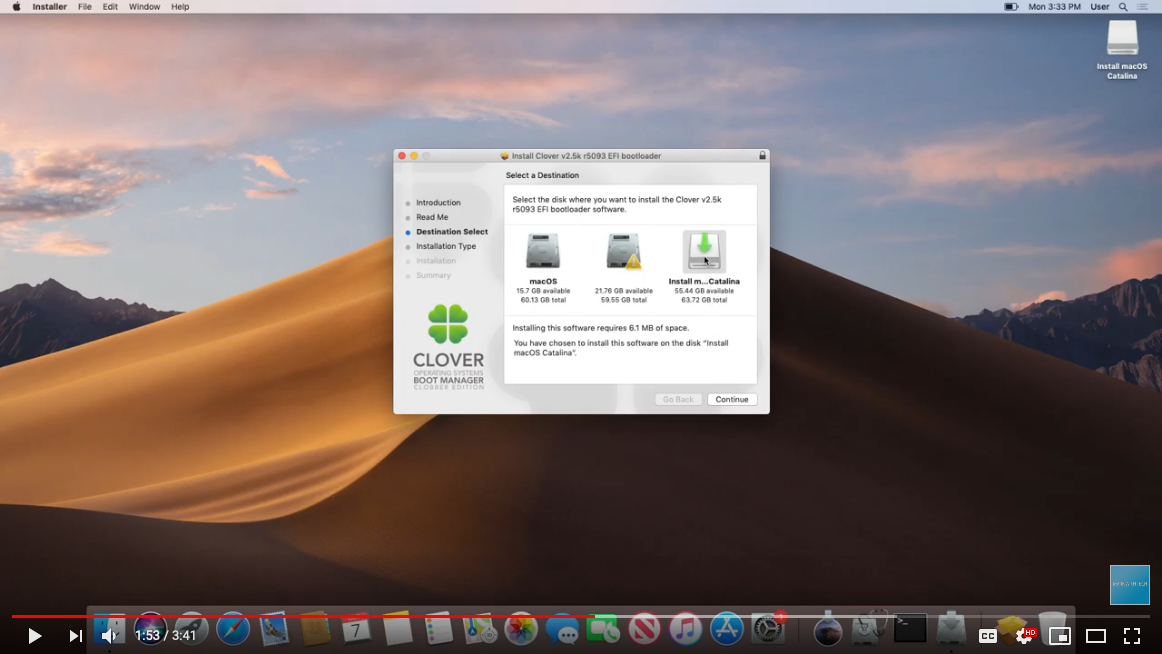 Installer File Edit Window Help
Mon 3:33 PM User
Install macOS
Catalina
Install Clover v2.5k r5093 EFI bootloader
Select a Destination
Introduction
Read Me
Destination Select
Installation Type
Installation
Summary
CLOVER
OPERATING SYSTEMS
BOOT MANAGER
CLOBBER EDITION
Select the disk where you want to install the Clover v2.5k
r5093 EFI bootloader software.
macOS
15.7 GB available
60.13 GB total
21.76 GB available
59.55 GB total
Install m...Catalina
55.44 GB available
63.72 GB total
Installing this software requires 6.1 MB of space.
You have chosen to install this software on the disk “Install
macOS Catalina”.
Go Back Continue
7
1:53 / 3:41
CC
HD